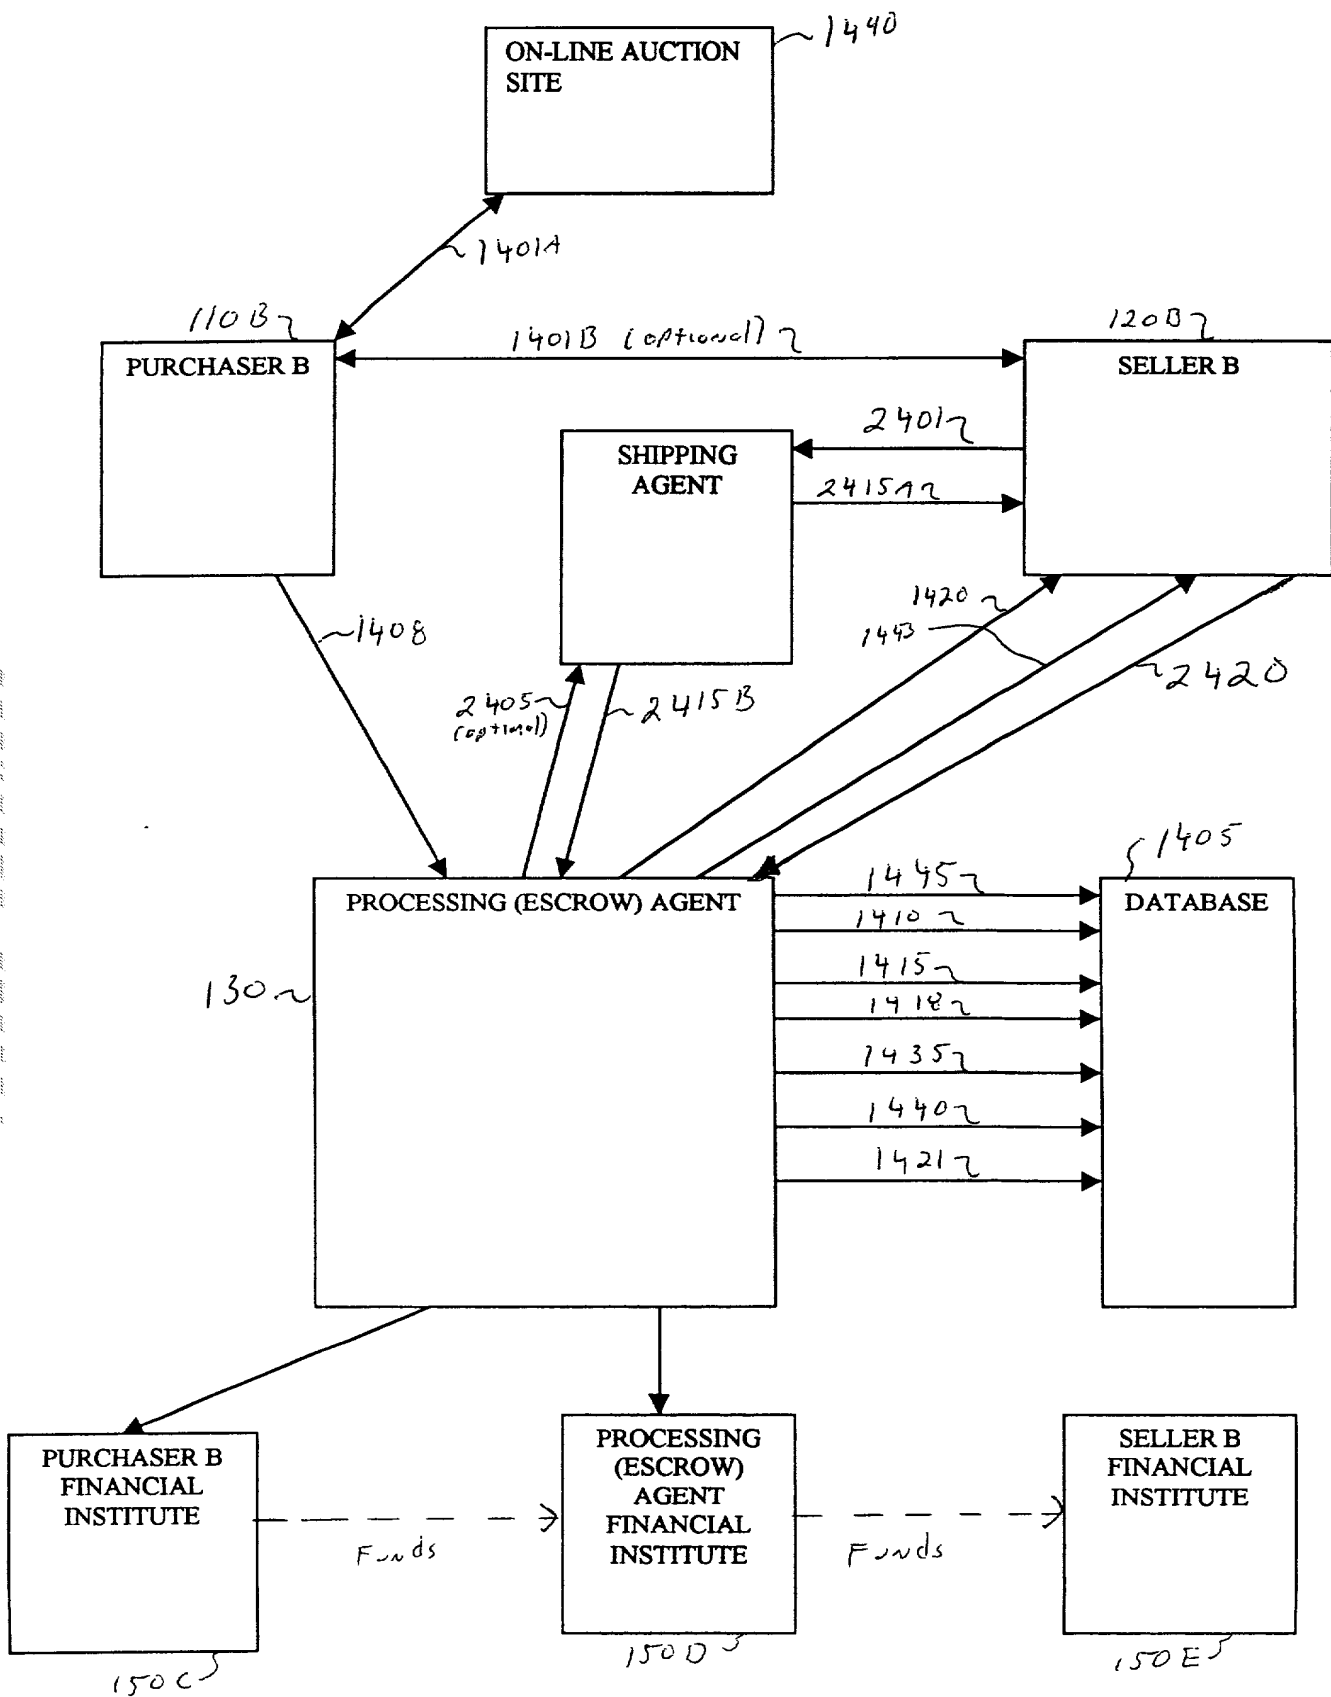 1440
ON-LINE AUCTION
SITE
1401A
110B
1401B (optional)
120B
PURCHASER B
SELLER B
2401
SHIPPING
AGENT
2415A
1420
1443
1408
2420
2405
(optional)
2415B
1405
PROCESSING (ESCROW) AGENT
1445
DATABASE
1410
1415
130
1418
1435
1440
1421
PURCHASER B
FINANCIAL
INSTITUTE
PROCESSING
(ESCROW)
AGENT
FINANCIAL
INSTITUTE
SELLER B
FINANCIAL
INSTITUTE
Funds
Funds
150C
150D
150E